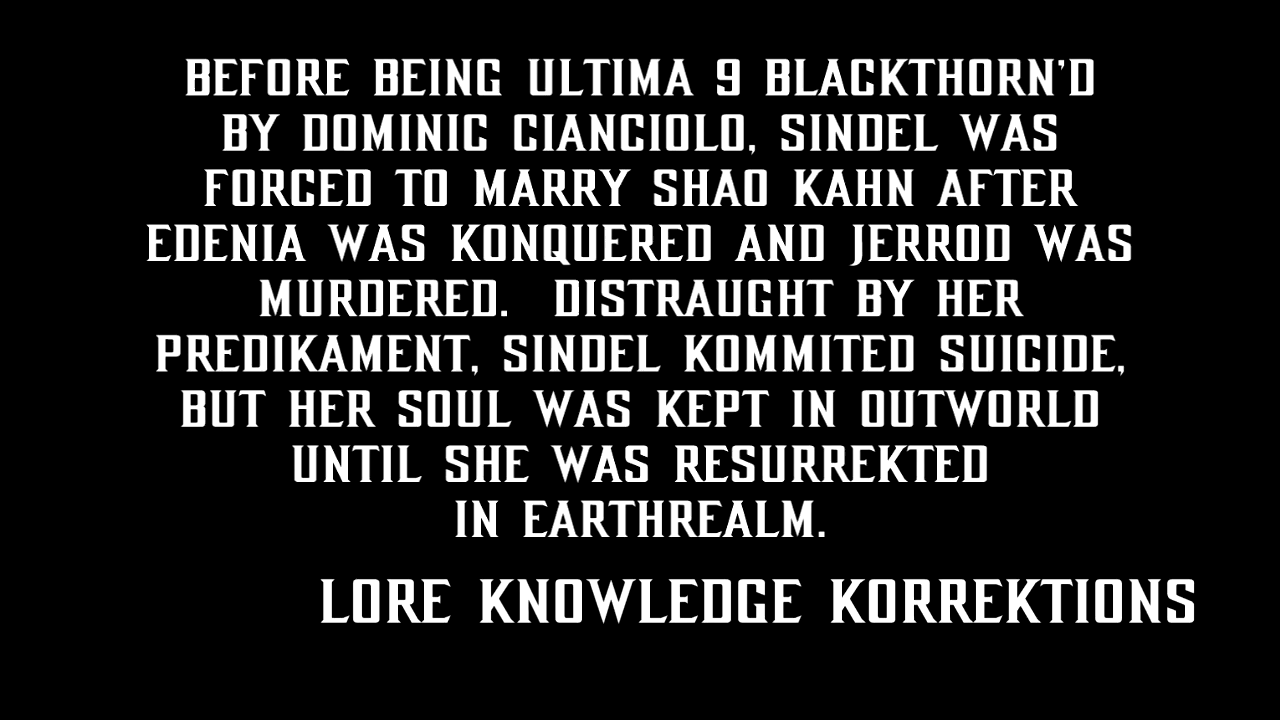 BEFORE BEING ULTIMA 9 BLACKTHORN'D
BY DOMINIC CIANCIOLO, SINDEL WAS
FORCED TO MARRY SHAO KAHN AFTER
EDENIA WAS KONQUERED AND JERROD WAS
MURDERED. DISTRAUGHT BY HER
PREDIKAMENT, SINDEL KOMMITED SUICIDE,
BUT HER SOUL WAS KEPT IN OUTWORLD
UNTIL SHE WAS RESURREKTED
IN EARTHREALM.
LORE KNOWLEDGE KORREKTIONS